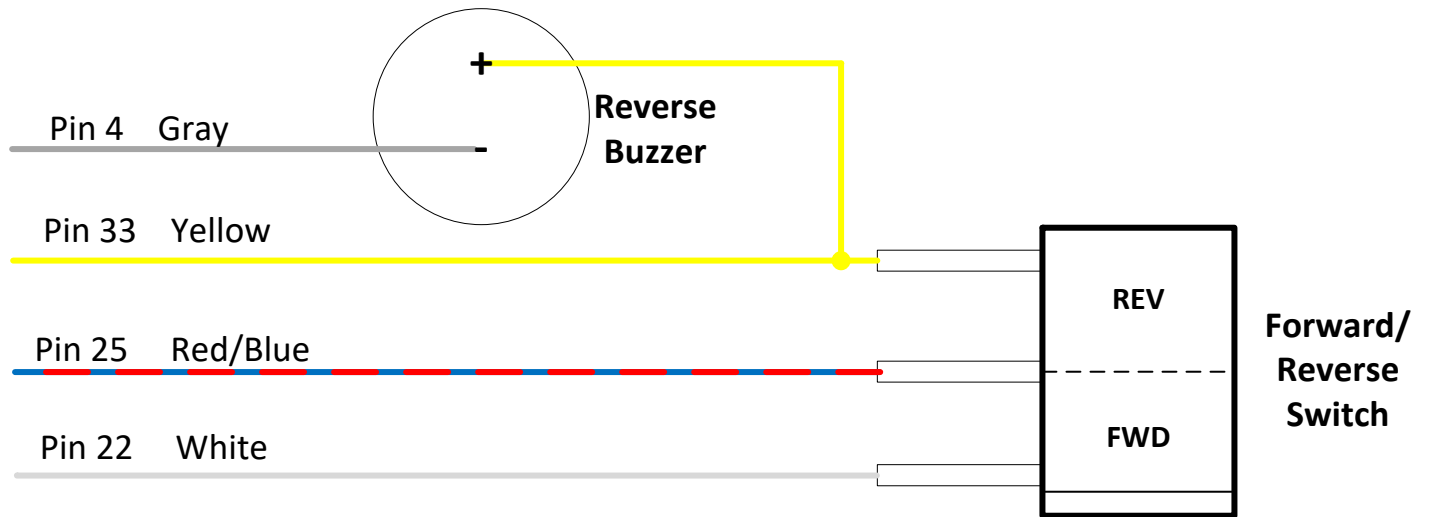 +
Reverse
Buzzer
Pin 4 Gray
-
Pin 33 Yellow
REV
Forward/
Reverse
Switch
Pin 25 Red/Blue
FWD
Pin 22 White